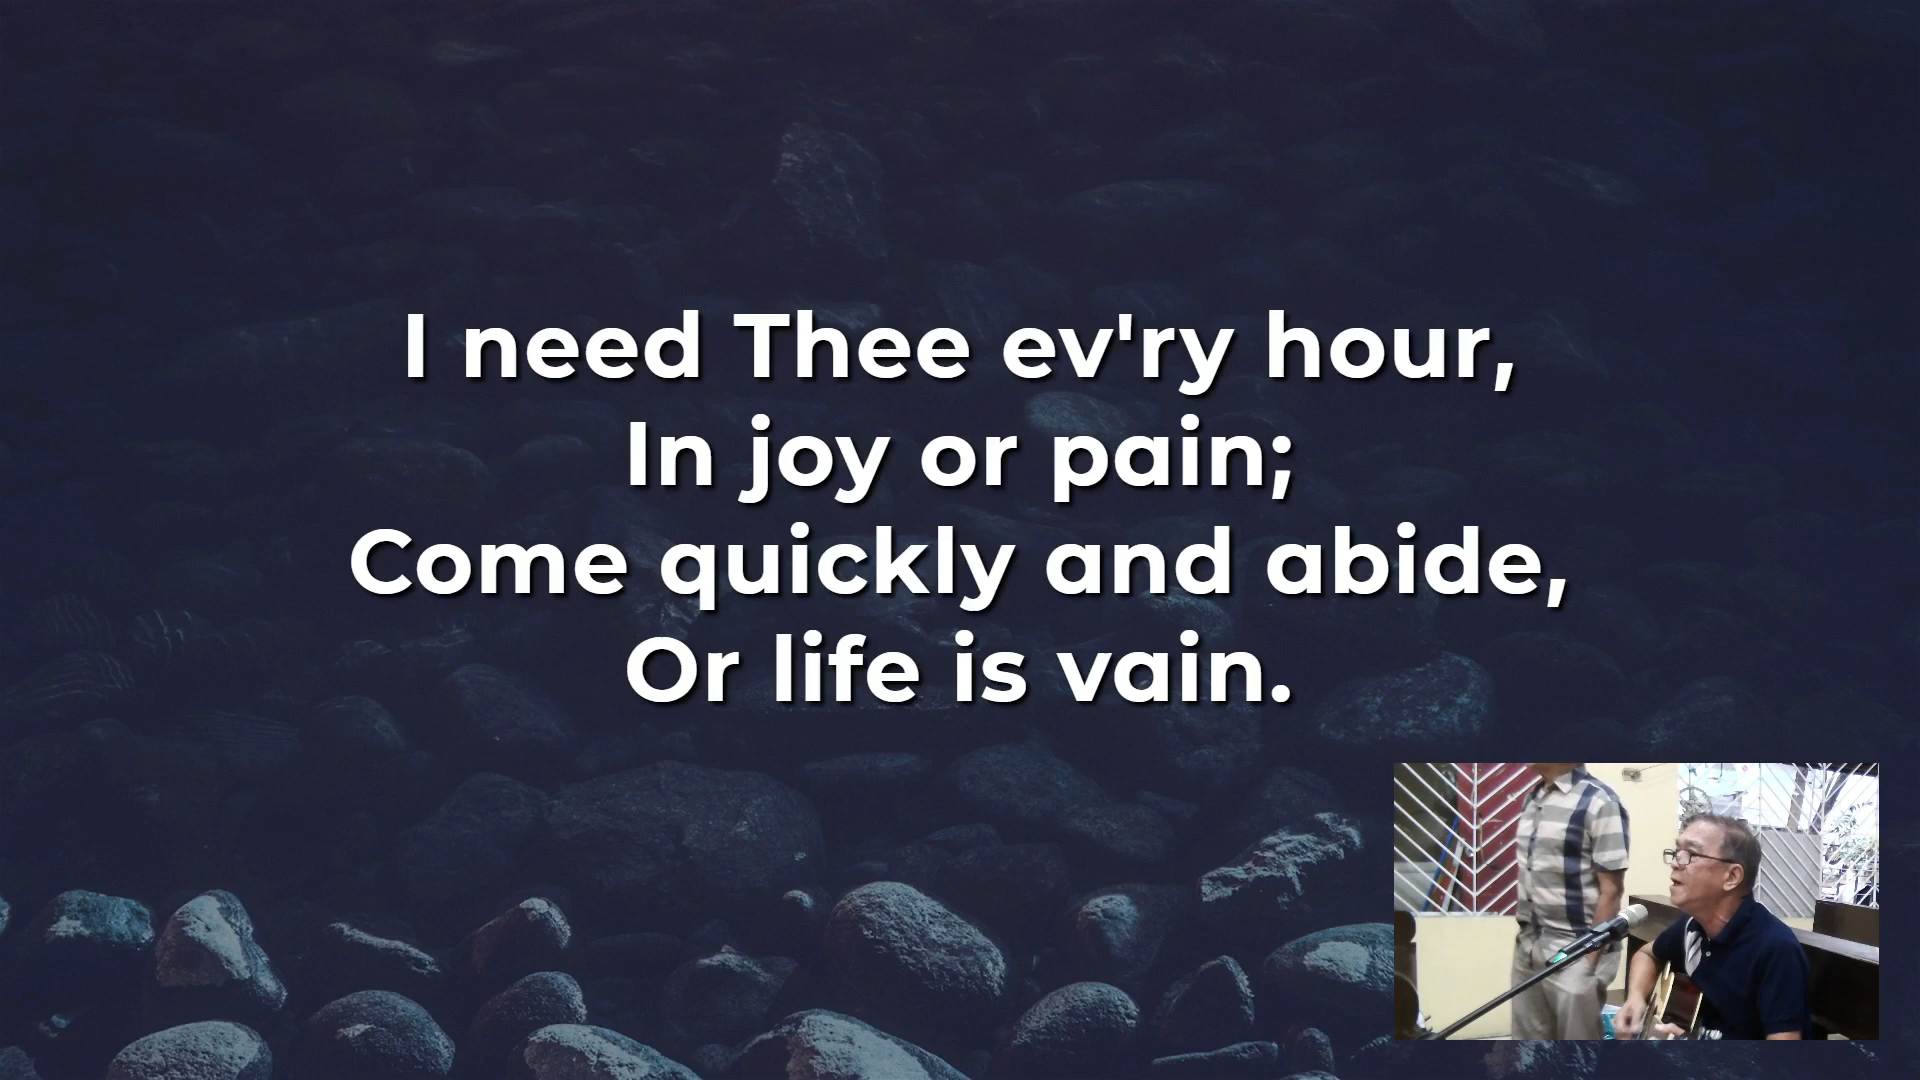 I need Thee ev'ry hour,
In joy or pain;
Come quickly and abide,
Or life is vain.